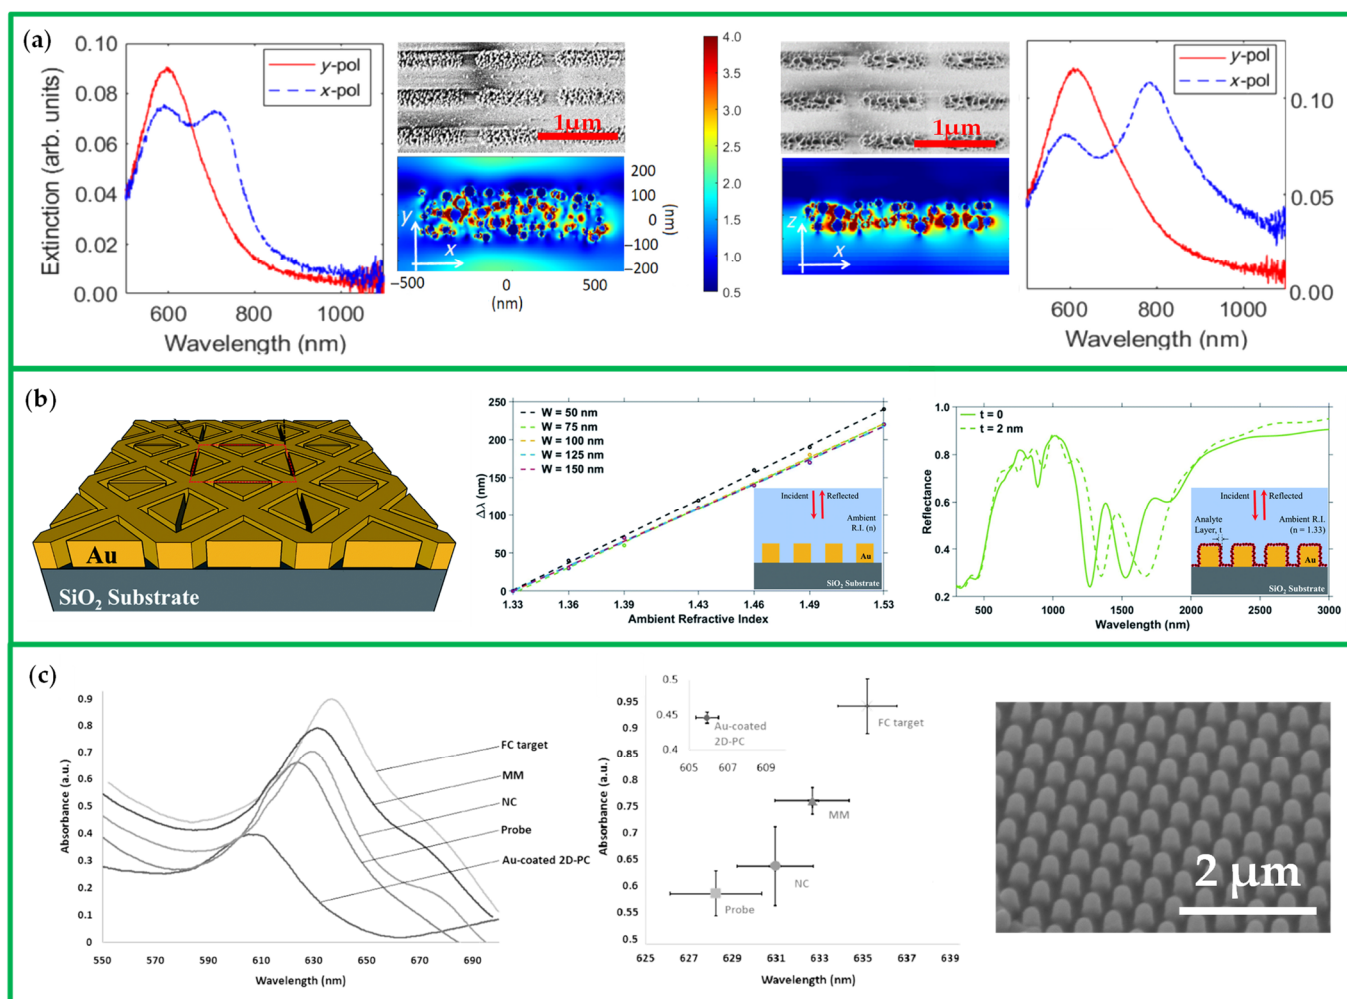 (a)
0.10
0.08
0.06
0.04
0.02
0.00
Extinction (arb. units)
y-pol
x-pol
600
800
1000
Wavelength (nm)
1μm
y
x
200
100
0
−100
−200
(nm)
−500
0
500
(nm)
4.0
3.5
3.0
2.5
2.0
1.5
1.0
0.5
1μm
z
x
y-pol
x-pol
0.10
0.05
0.00
600
800
1000
Wavelength (nm)
(b)
Au
SiO2 Substrate
250
200
150
100
50
0
Δλ (nm)
W = 50 nm
W = 75 nm
W = 100 nm
W = 125 nm
W = 150 nm
Incident
Reflected
Ambient
R.I. (n)
Au
SiO2 Substrate
1.33
1.36
1.39
1.43
1.46
1.49
1.53
Ambient Refractive Index
1.0
0.8
0.6
0.4
0.2
Reflectance
t = 0
t = 2 nm
Incident
Reflected
Analyte
Layer, t
Ambient R.I.
(n = 1.33)
Au
SiO2 Substrate
500
1000
1500
2000
2500
3000
Wavelength (nm)
(c)
0.9
0.8
0.7
0.6
0.5
0.4
0.3
0.2
0.1
0
Absorbance (a.u.)
FC target
MM
NC
Probe
Au-coated 2D-PC
550
570
590
610
630
650
670
690
Wavelength (nm)
0.95
0.85
0.75
0.65
0.55
0.5
Absorbance (a.u.)
0.5
0.45
0.4
Au-coated
2D-PC
605
607
609
FC target
MM
NC
Probe
625
627
629
631
633
635
637
639
Wavelength (nm)
2 μm